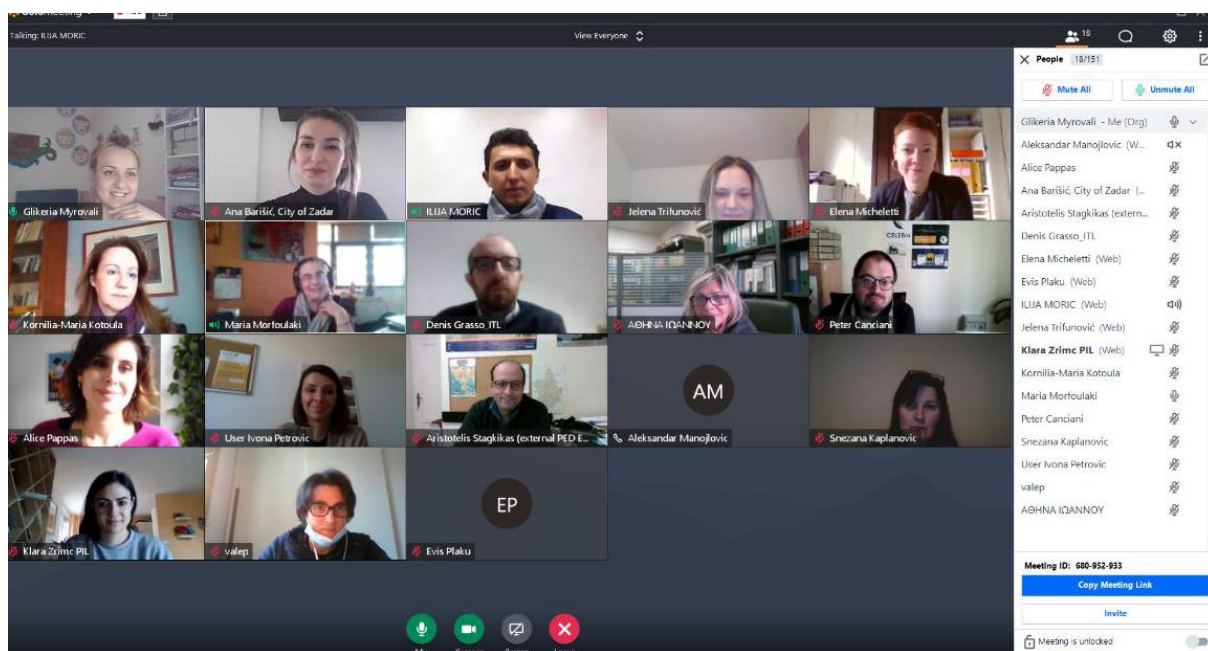 Talking: ILIJA MORIC
View Everyone
18
People 18/151
Mute All
Unmute All
Glikeria Myrovali - Me (Org)
Aleksandar Manojlovic (W...
Alice Pappas
Ana Barišić, City of Zadar (...
Aristotelis Stagkikas (extern...
Denis Grasso_ITL
Elena Micheletti (Web)
Evis Plaku (Web)
ILIJA MORIC (Web)
Jelena Trifunović (Web)
Klara Zrimc PIL (Web)
Kornilia-Maria Kotoula
Maria Morfoulaki
Peter Canciani
Snezana Kaplanovic
User Ivona Petrovic
valep
ΑΘΗΝΑ ΙΩΑΝΝΟΥ
Meeting ID: 680-952-933
Copy Meeting Link
Invite
Meeting is unlocked
Glikeria Myrovali
Ana Barišić, City of Zadar
ILIJA MORIC
Jelena Trifunović
Elena Micheletti
Kornilia-Maria Kotoula
Maria Morfoulaki
Denis Grasso_ITL
ΑΘΗΝΑ ΙΩΑΝΝΟΥ
CELEBio
Peter Canciani
Alice Pappas
User Ivona Petrovic
Aristotelis Stagkikas (external PED E...
AM
Aleksandar Manojlovic
Snezana Kaplanovic
Klara Zrimc PIL
valep
EP
Evis Plaku